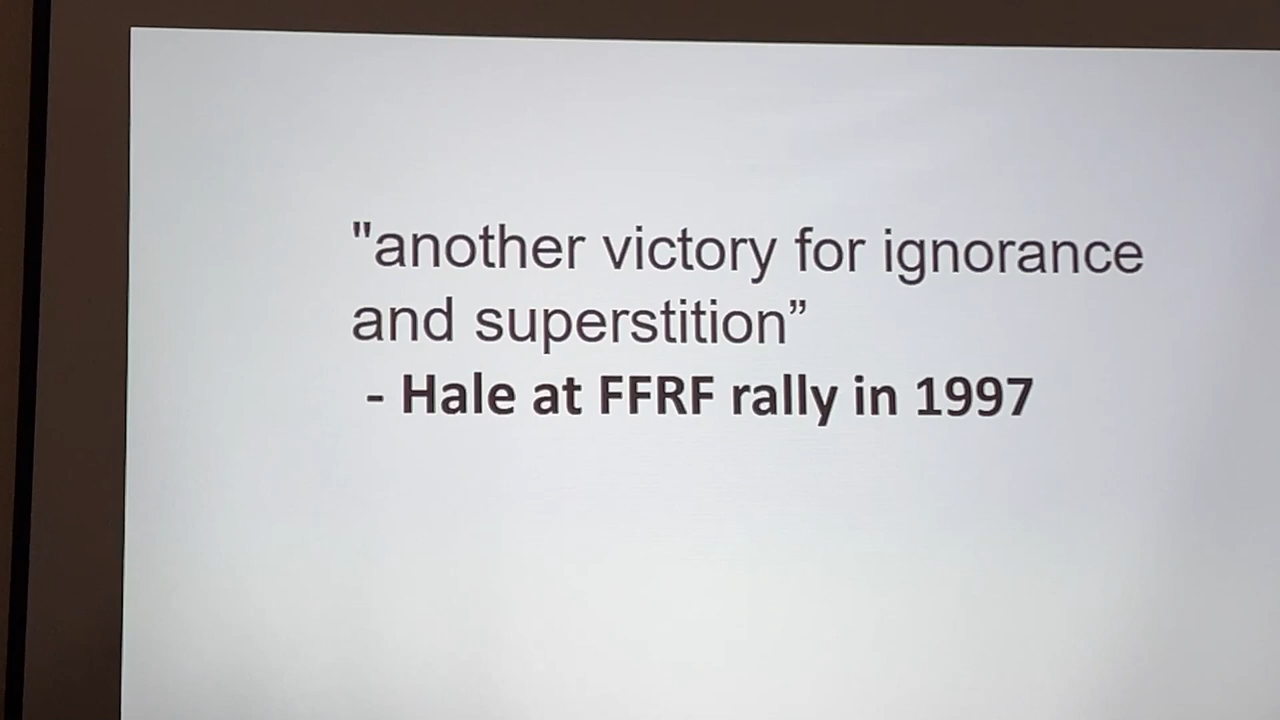 "another victory for ignorance
and superstition”
- Hale at FFRF rally in 1997